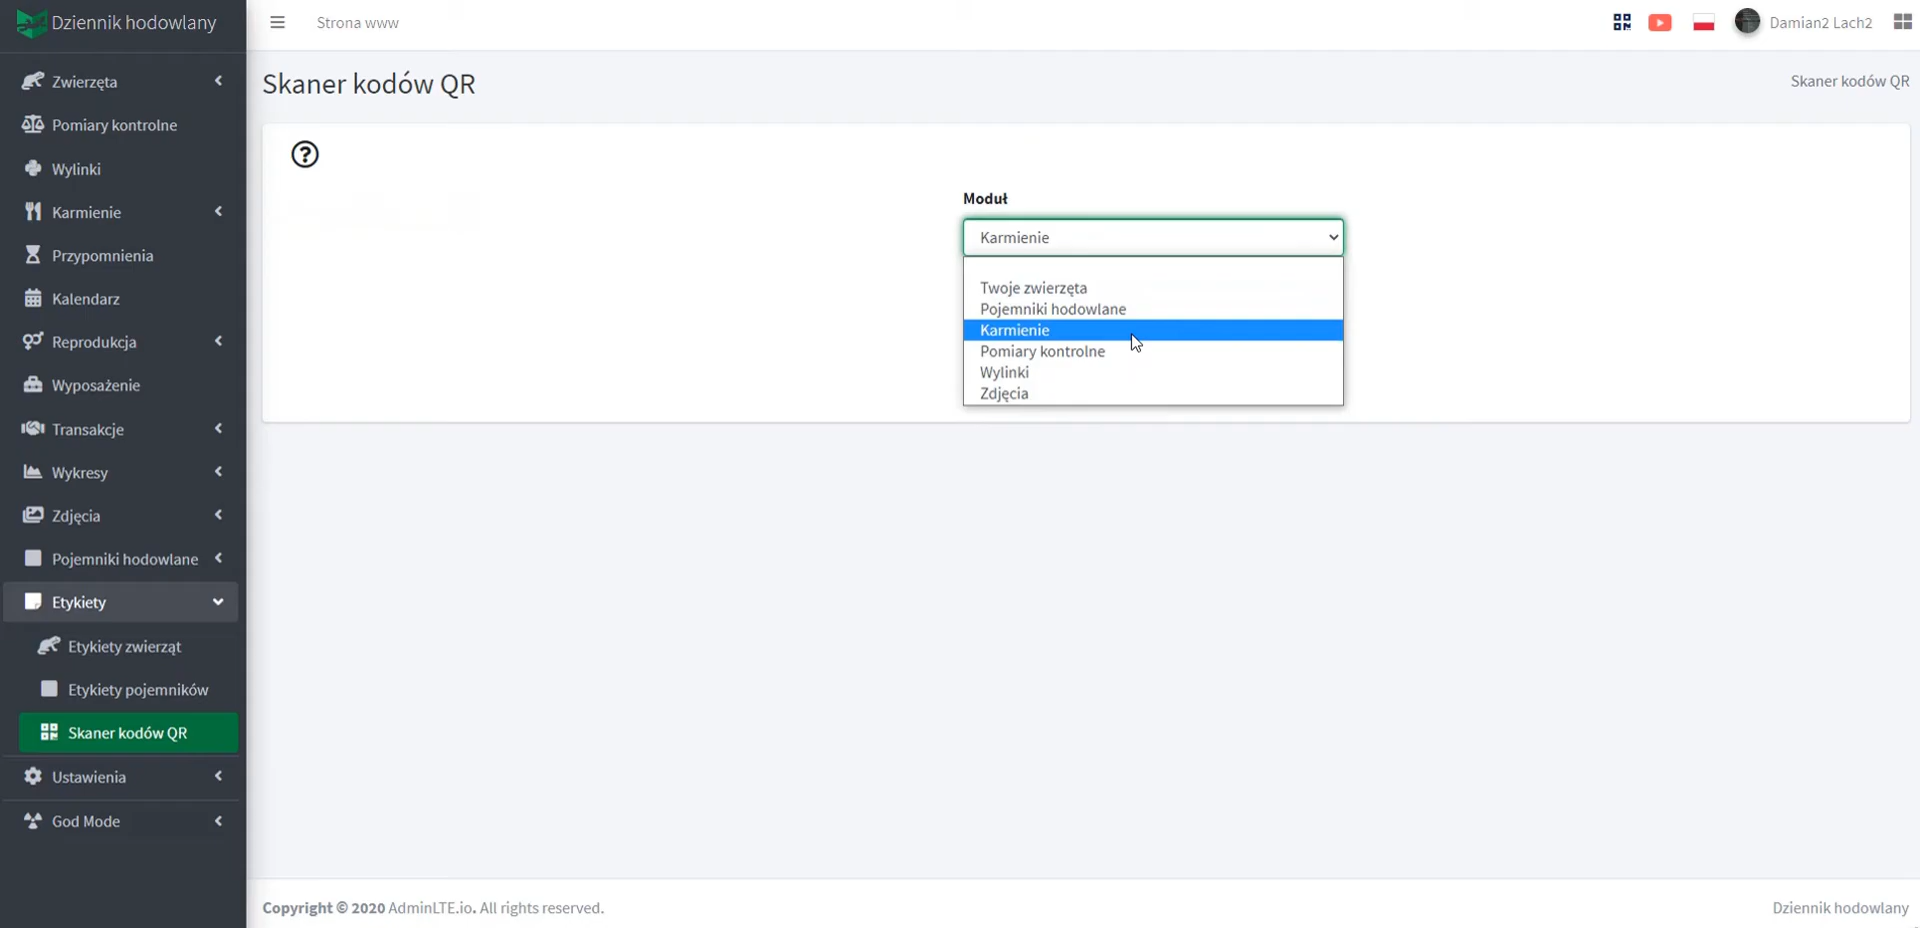 Dziennik hodowlany
Strona www
Damian2 Lach2
Zwierzęta
Pomiary kontrolne
Wylinki
Karmienie
Przypomnienia
Kalendarz
Reprodukcja
Wyposażenie
Transakcje
Wykresy
Zdjęcia
Pojemniki hodowlane
Etykiety
Etykiety zwierząt
Etykiety pojemników
Skaner kodów QR
Ustawienia
God Mode
Skaner kodów QR
Skaner kodów QR
Moduł
Karmienie
Twoje zwierzęta
Pojemniki hodowlane
Karmienie
Pomiary kontrolne
Wylinki
Zdjęcia
Copyright © 2020 AdminLTE.io. All rights reserved.
Dziennik hodowlany